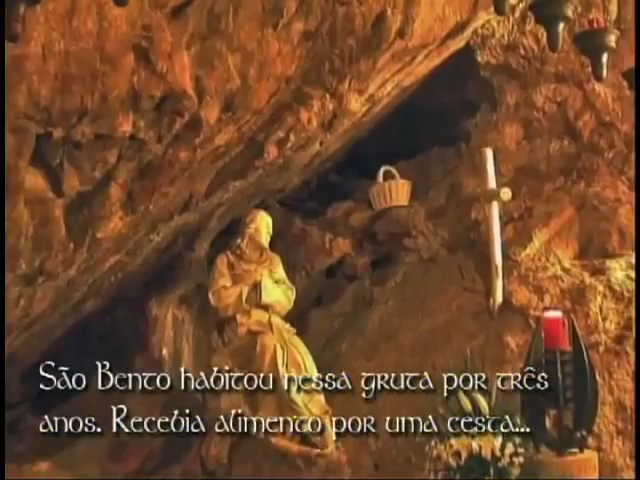 São Bento habitou nessa gruta por três
anos. Recebia alimento por uma cesta...